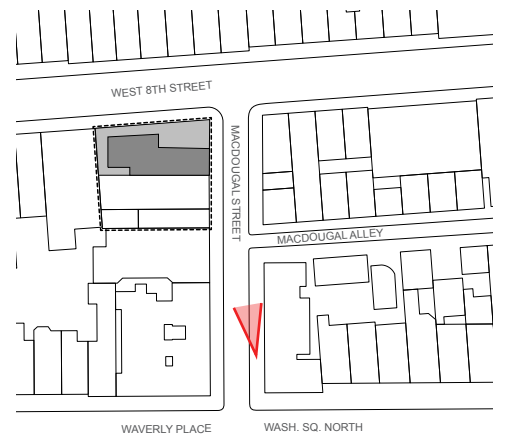 WEST 8TH STREET
MACDOUGAL STREET
MACDOUGAL ALLEY
WAVERLY PLACE
WASH. SQ. NORTH